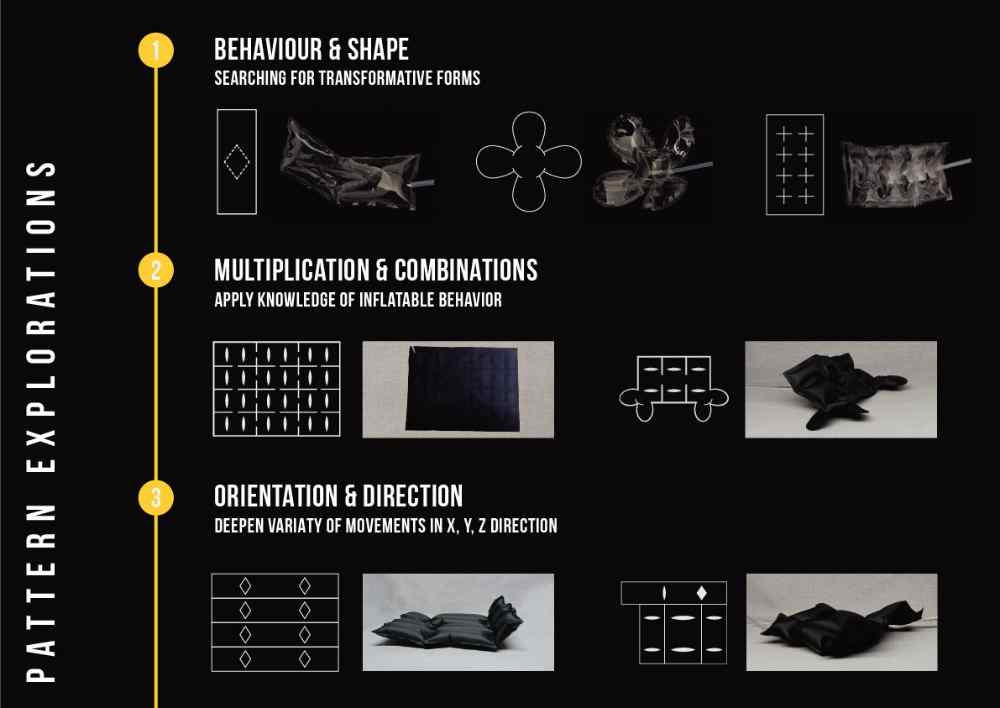 PATTERN EXPLORATIONS
1
BEHAVIOUR & SHAPE
SEARCHING FOR TRANSFORMATIVE FORMS
2
MULTIPLICATION & COMBINATIONS
APPLY KNOWLEDGE OF INFLATABLE BEHAVIOR
3
ORIENTATION & DIRECTION
DEEPEN VARIATY OF MOVEMENTS IN X, Y, Z DIRECTION